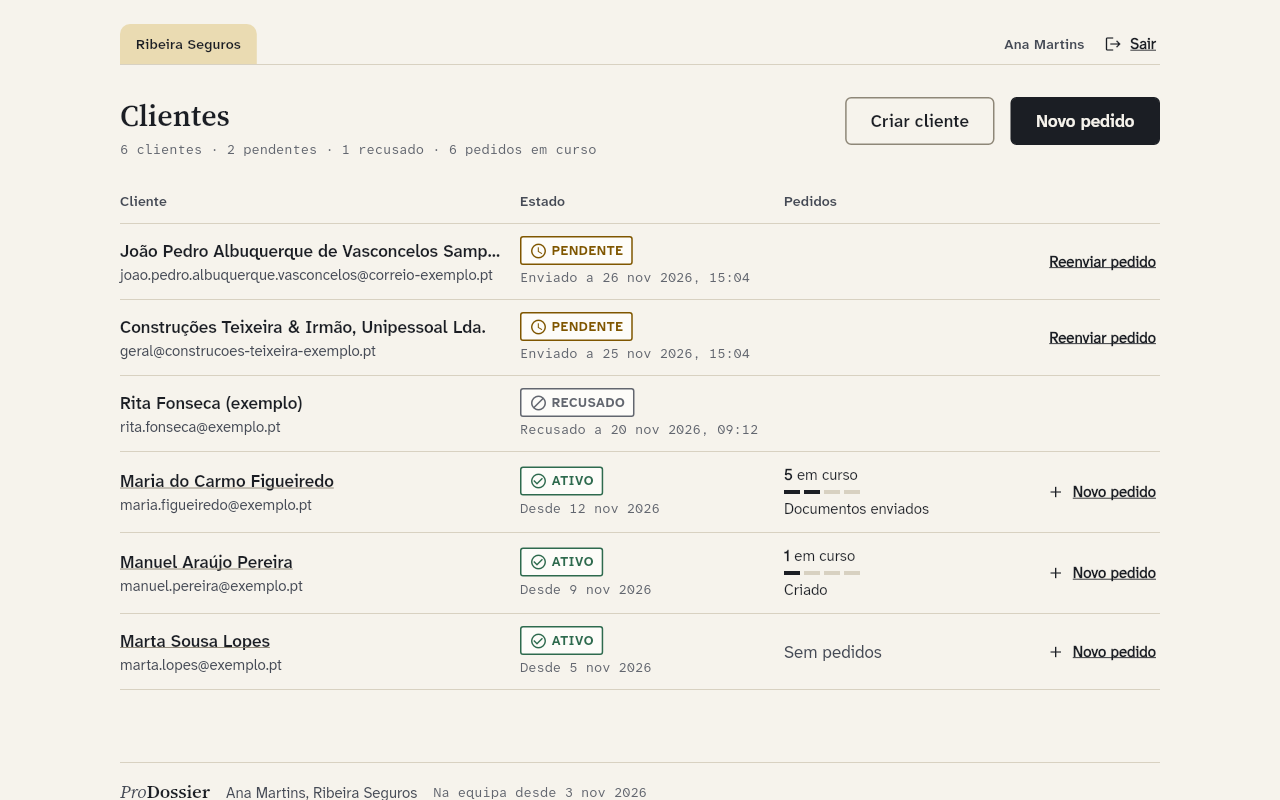 Ribeira Seguros
Ana Martins
Sair
Clientes
Criar cliente
Novo pedido
6 clientes · 2 pendentes · 1 recusado · 6 pedidos em curso
Cliente
Estado
Pedidos
João Pedro Albuquerque de Vasconcelos Samp...
joao.pedro.albuquerque.vasconcelos@correio-exemplo.pt
PENDENTE
Enviado a 26 nov 2026, 15:04
Reenviar pedido
Construções Teixeira & Irmão, Unipessoal Lda.
geral@construcoes-teixeira-exemplo.pt
PENDENTE
Enviado a 25 nov 2026, 15:04
Reenviar pedido
Rita Fonseca (exemplo)
rita.fonseca@exemplo.pt
RECUSADO
Recusado a 20 nov 2026, 09:12
Maria do Carmo Figueiredo
maria.figueiredo@exemplo.pt
ATIVO
Desde 12 nov 2026
5 em curso
Documentos enviados
+ Novo pedido
Manuel Araújo Pereira
manuel.pereira@exemplo.pt
ATIVO
Desde 9 nov 2026
1 em curso
Criado
+ Novo pedido
Marta Sousa Lopes
marta.lopes@exemplo.pt
ATIVO
Desde 5 nov 2026
Sem pedidos
+ Novo pedido
ProDossier
Ana Martins, Ribeira Seguros
Na equipa desde 3 nov 2026